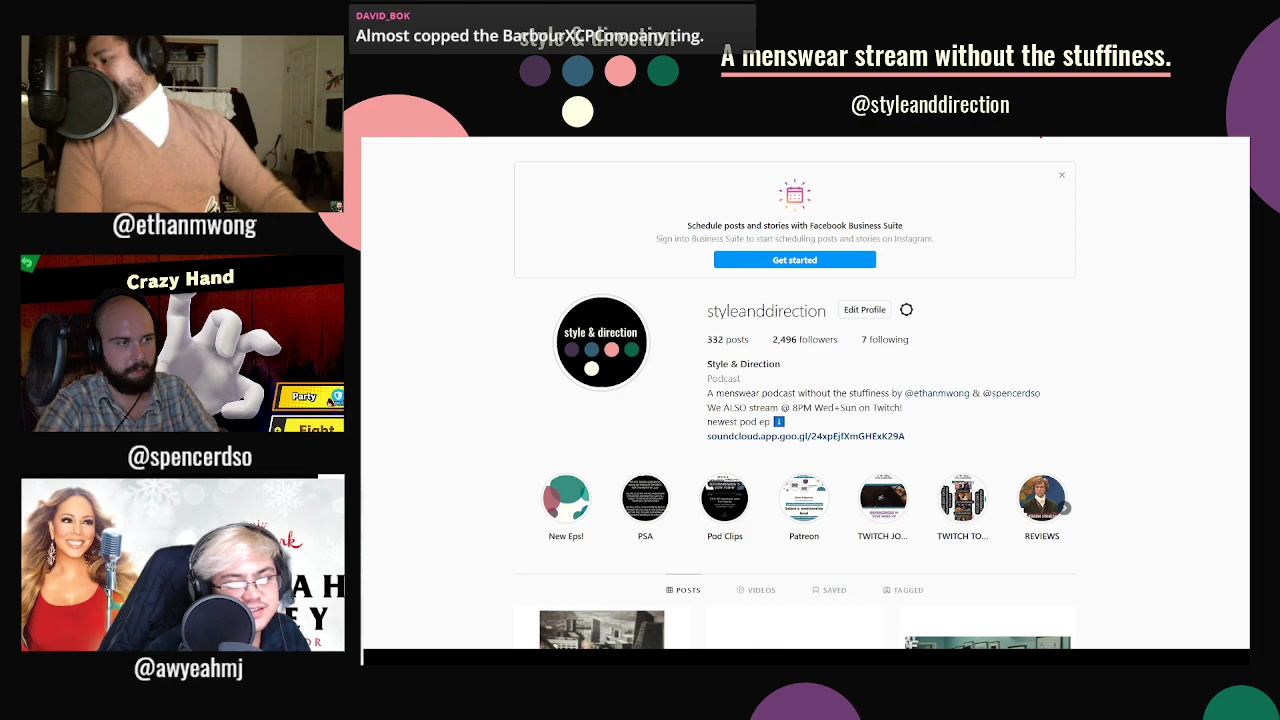 DAVID_BOK
Almost copped the BarbourXCPCompany ting.
style & direction
A menswear stream without the stuffiness.
@styleanddirection
@ethanmwong
Crazy Hand
Party
Fight
@spencerdso
@awyeahmj
Schedule posts and stories with Facebook Business Suite
Sign into Business Suite to start scheduling posts and stories on Instagram.
Get started
style & direction
styleanddirection
Edit Profile
332 posts
2,496 followers
7 following
Style & Direction
Podcast
A menswear podcast without the stuffiness by @ethanmwong & @spencerdso
We ALSO stream @ 8PM Wed+Sun on Twitch!
newest pod ep ⬇
soundcloud.app.goo.gl/24xpEjfXmGHExK29A
New Eps!
PSA
Pod Clips
Patreon
TWITCH JO...
TWITCH TO...
REVIEWS
POSTS
VIDEOS
SAVED
TAGGED